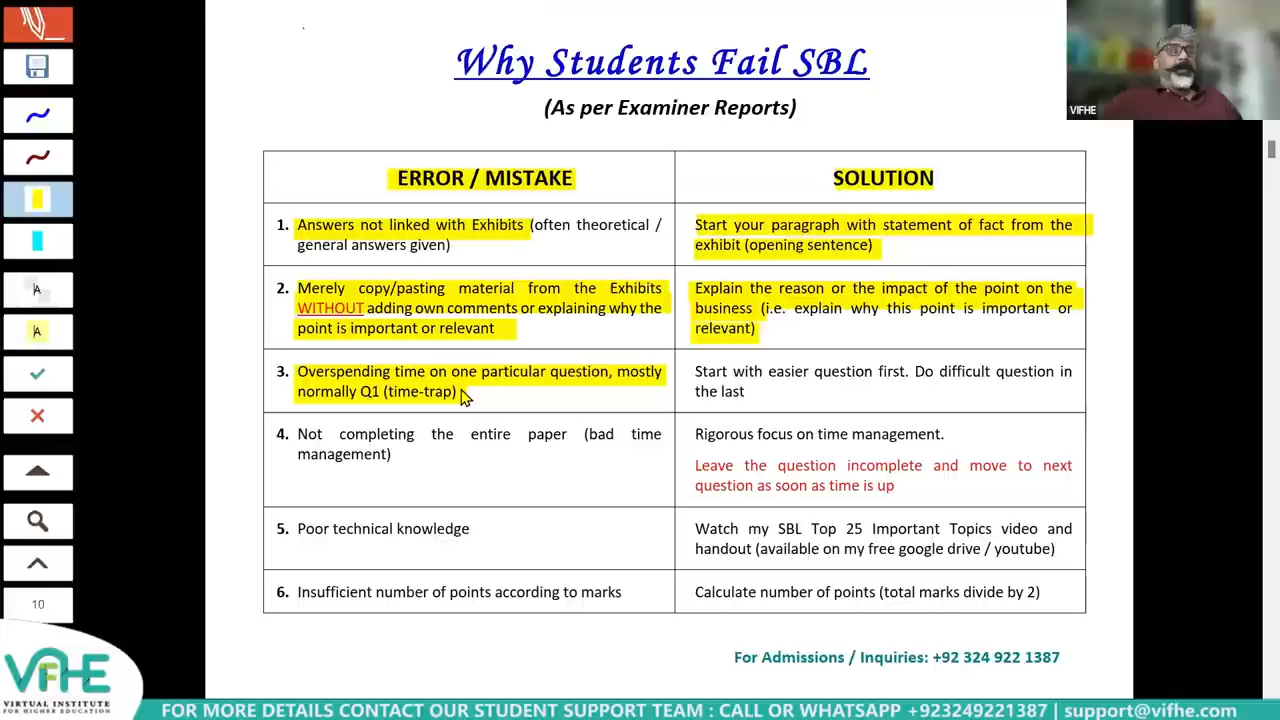 Why Students Fail SBL
(As per Examiner Reports)
VIFHE
ERROR / MISTAKE
SOLUTION
1. Answers not linked with Exhibits (often theoretical /
general answers given)
Start your paragraph with statement of fact from the
exhibit (opening sentence)
2. Merely copy/pasting material from the Exhibits
WITHOUT adding own comments or explaining why the
point is important or relevant
Explain the reason or the impact of the point on the
business (i.e. explain why this point is important or
relevant)
3. Overspending time on one particular question, mostly
normally Q1 (time-trap)
Start with easier question first. Do difficult question in
the last
4. Not completing the entire paper (bad time
management)
Rigorous focus on time management.
Leave the question incomplete and move to next
question as soon as time is up
5. Poor technical knowledge
Watch my SBL Top 25 Important Topics video and
handout (available on my free google drive / youtube)
6. Insufficient number of points according to marks
Calculate number of points (total marks divide by 2)
For Admissions / Inquiries: +92 324 922 1387
A
A
10
VIFHE
VIRTUAL INSTITUTE
FOR HIGHER EDUCATION
FOR MORE DETAILS CONTACT OUR STUDENT SUPPORT TEAM : CALL OR WHATSAPP +923249221387 | support@vifhe.com